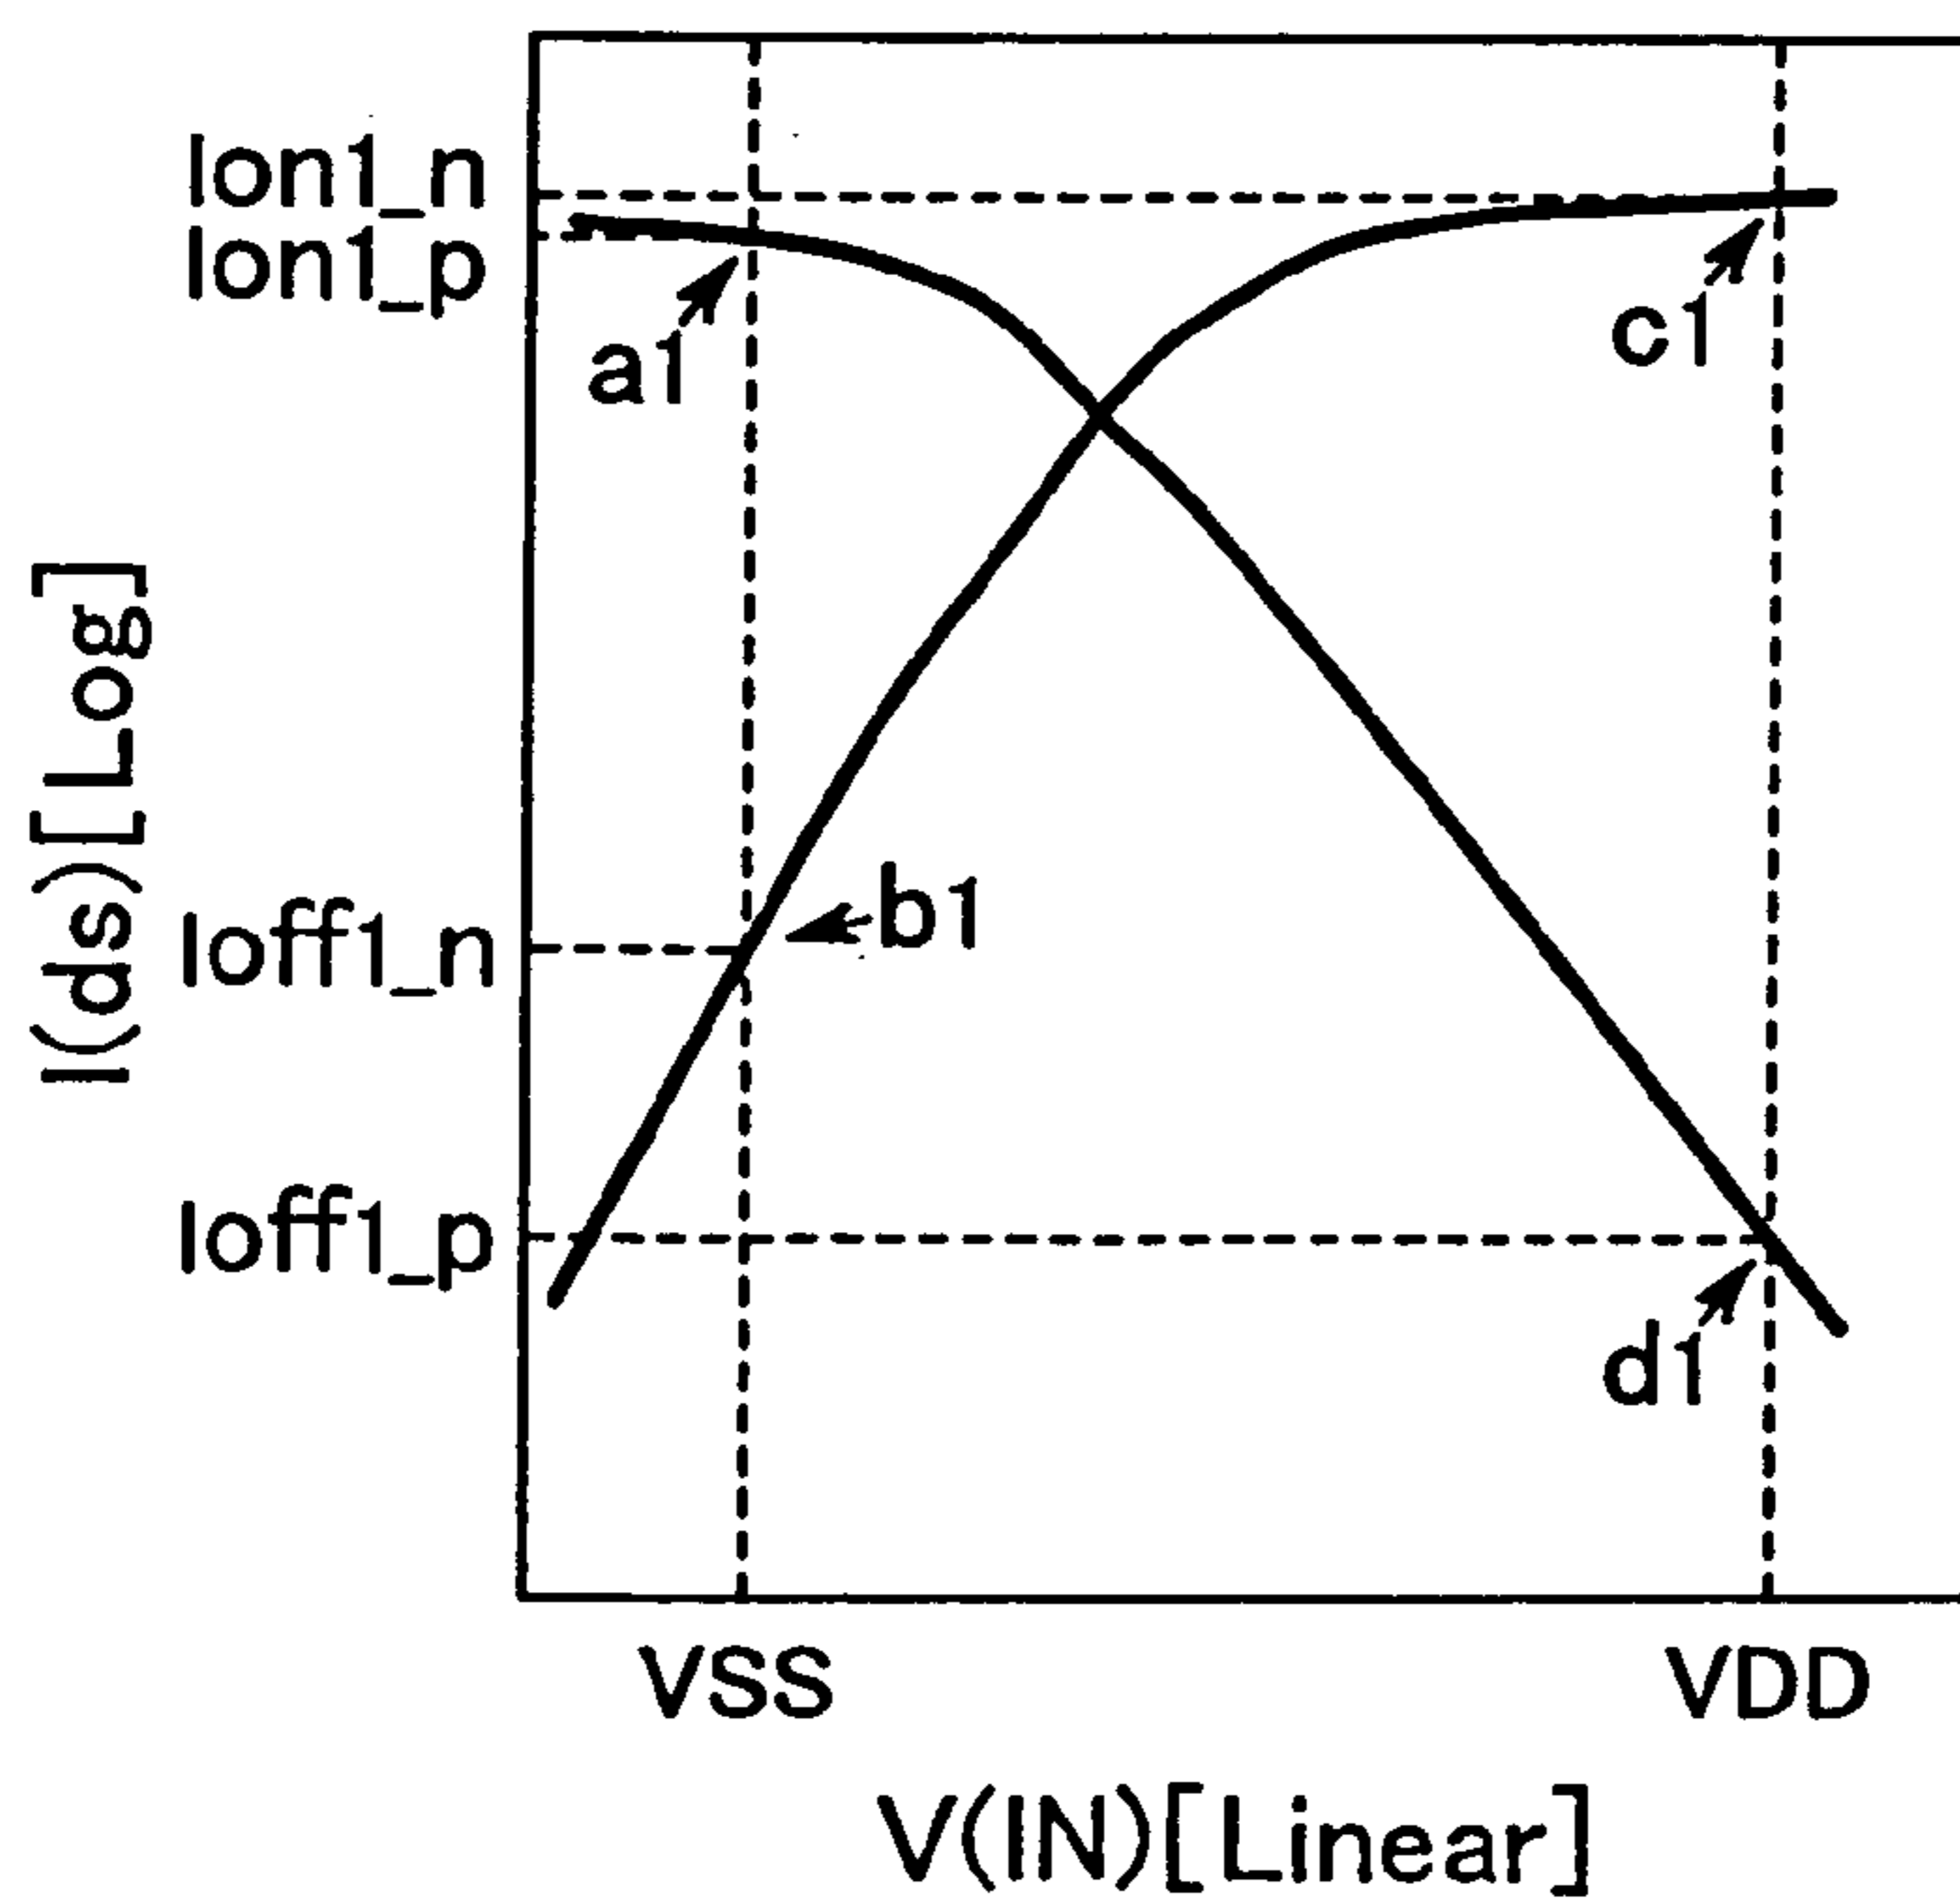 Ion1_n
Ion1_p
a1
c1
I(ds)[Log]
b1
Ioff1_n
Ioff1_p
d1
VSS
VDD
V(IN)[Linear]